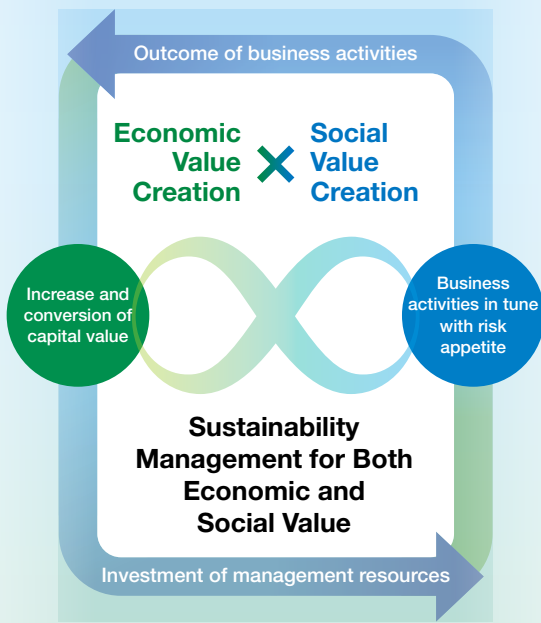 Outcome of business activities
Economic
Value
Creation
×
Social
Value
Creation
Increase and
conversion of
capital value
Business
activities in tune
with risk
appetite
Sustainability
Management for Both
Economic and
Social Value
Investment of management resources